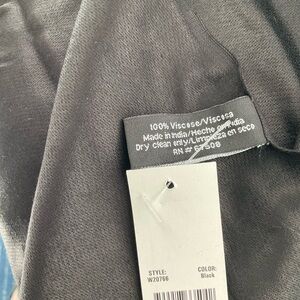 100% Viscose/Viscosa
Made in India/Hecho en India
Dry clean only/Limpieza en seco
RN # 67508
STYLE: COLOR:
W20766 Black